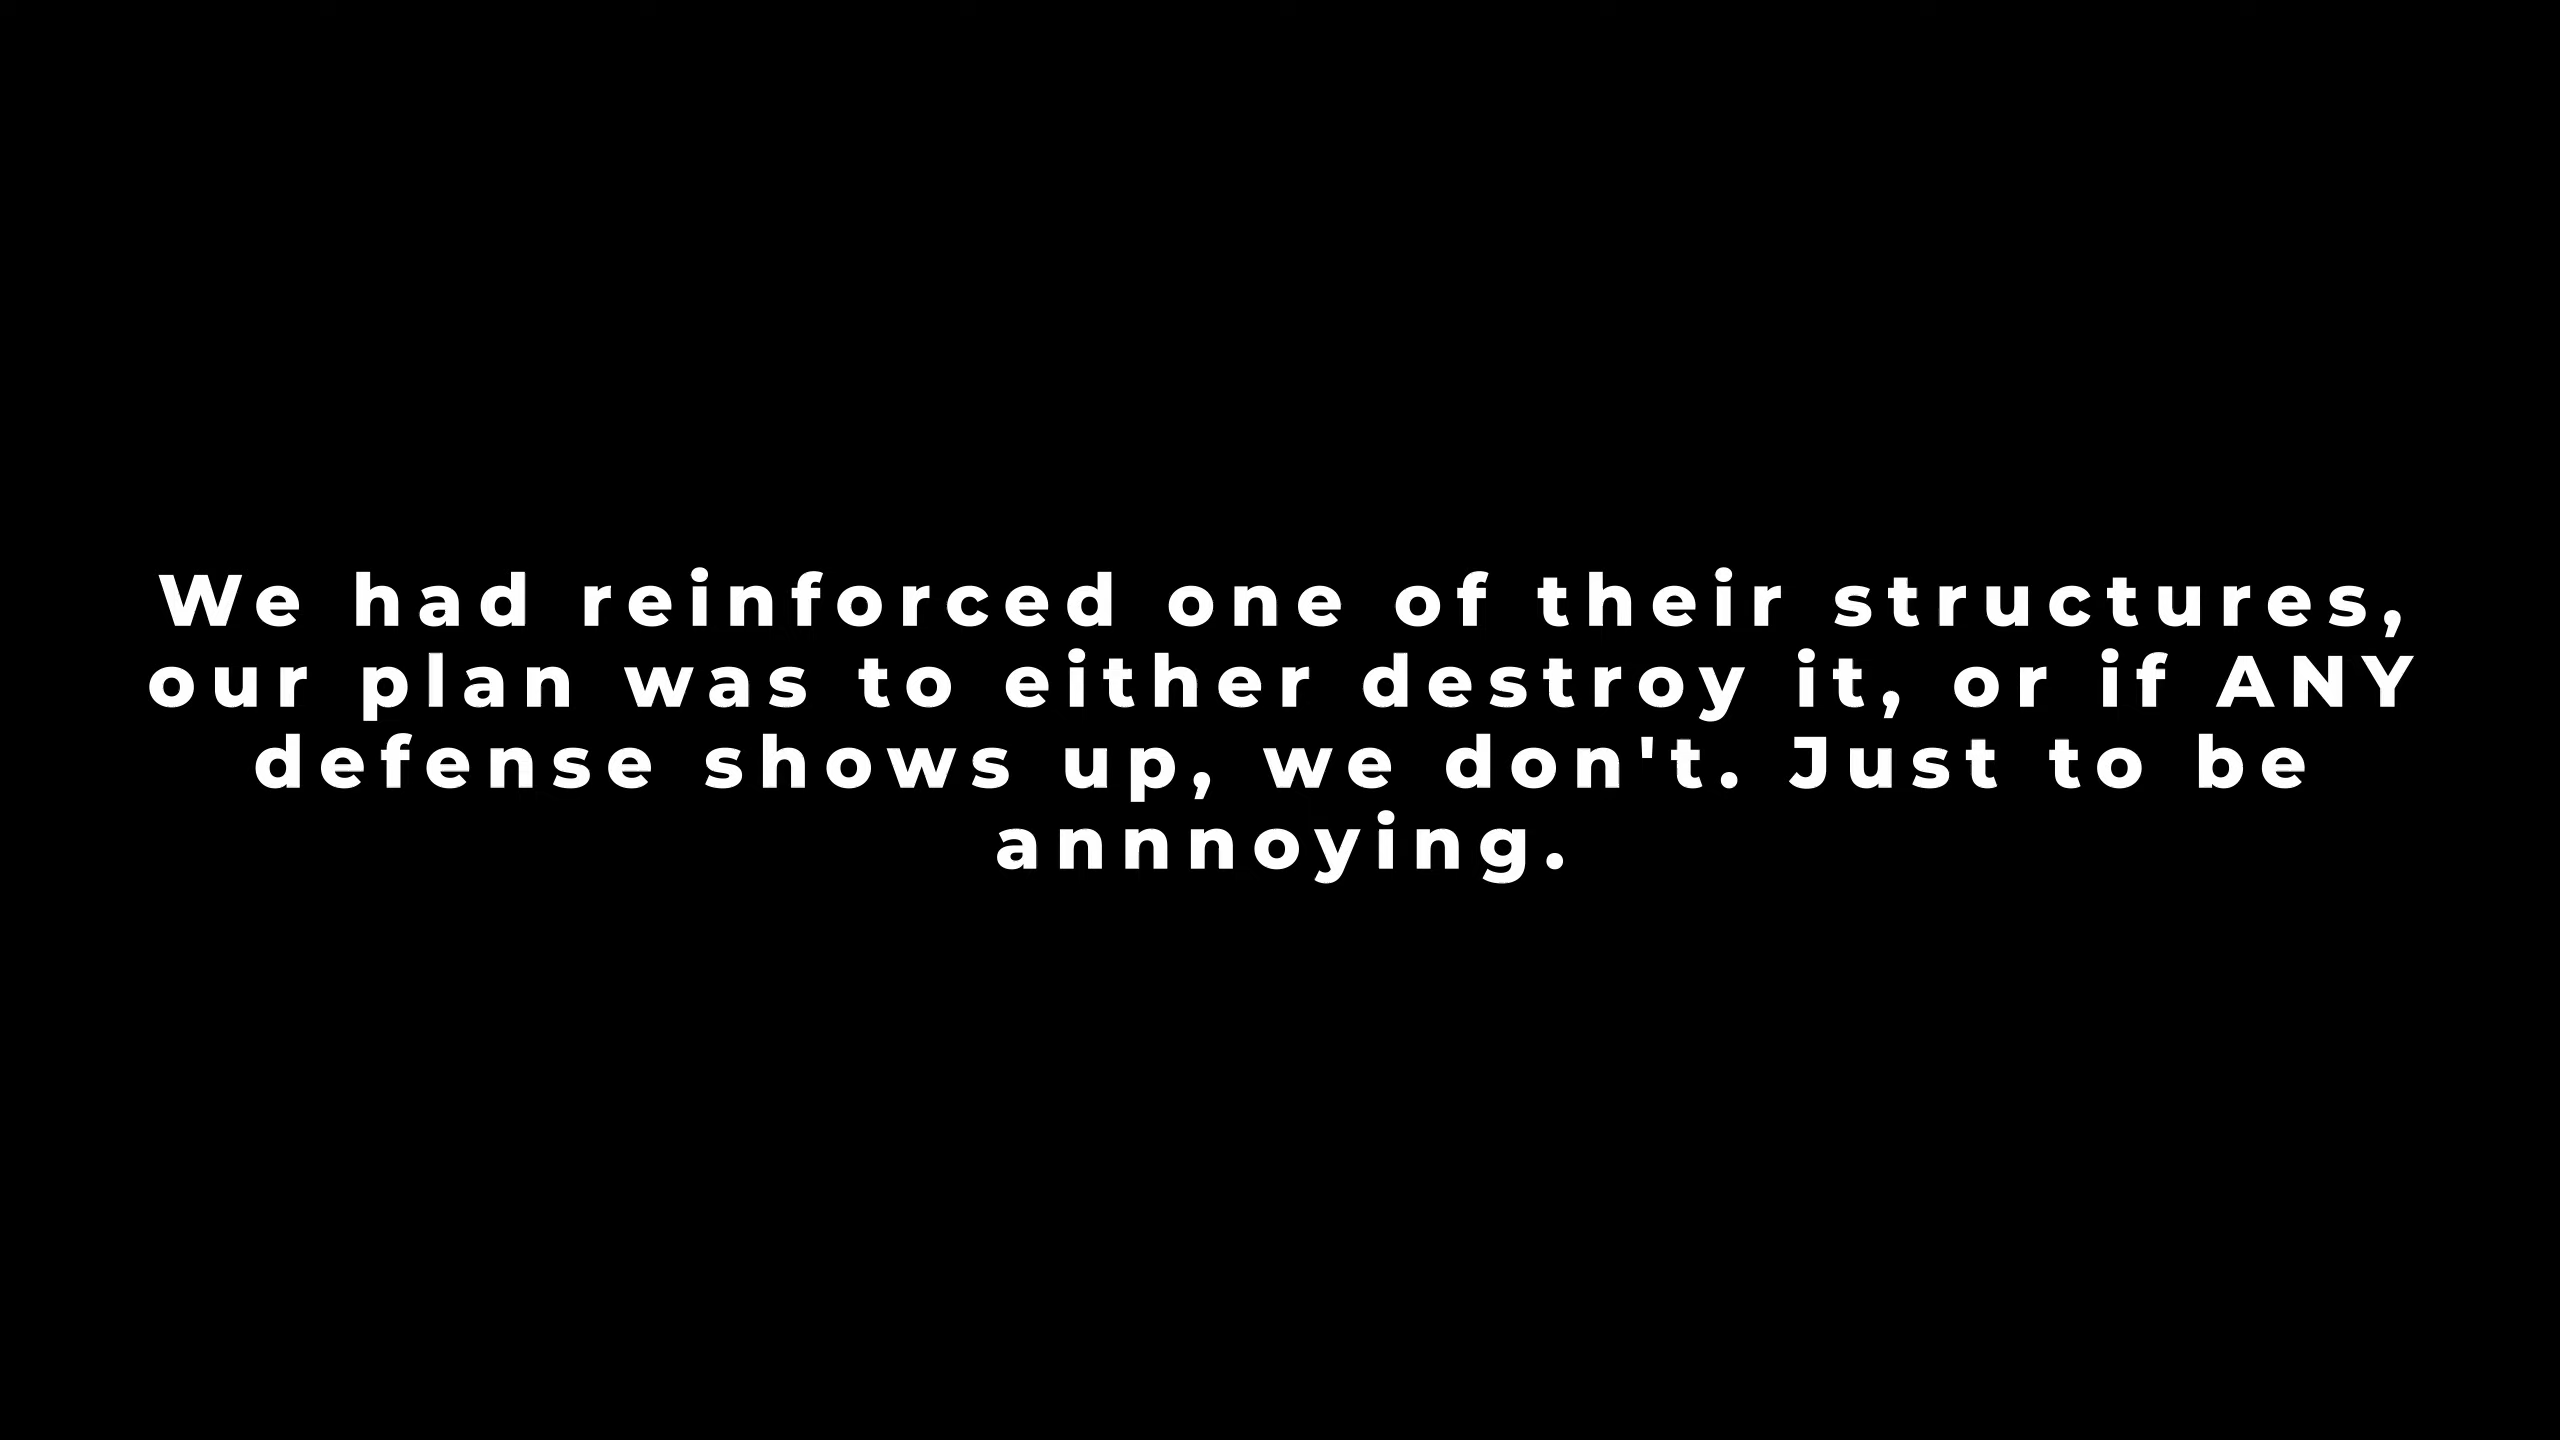 We had reinforced one of their structures,
our plan was to either destroy it, or if ANY
defense shows up, we don't. Just to be
annnoying.